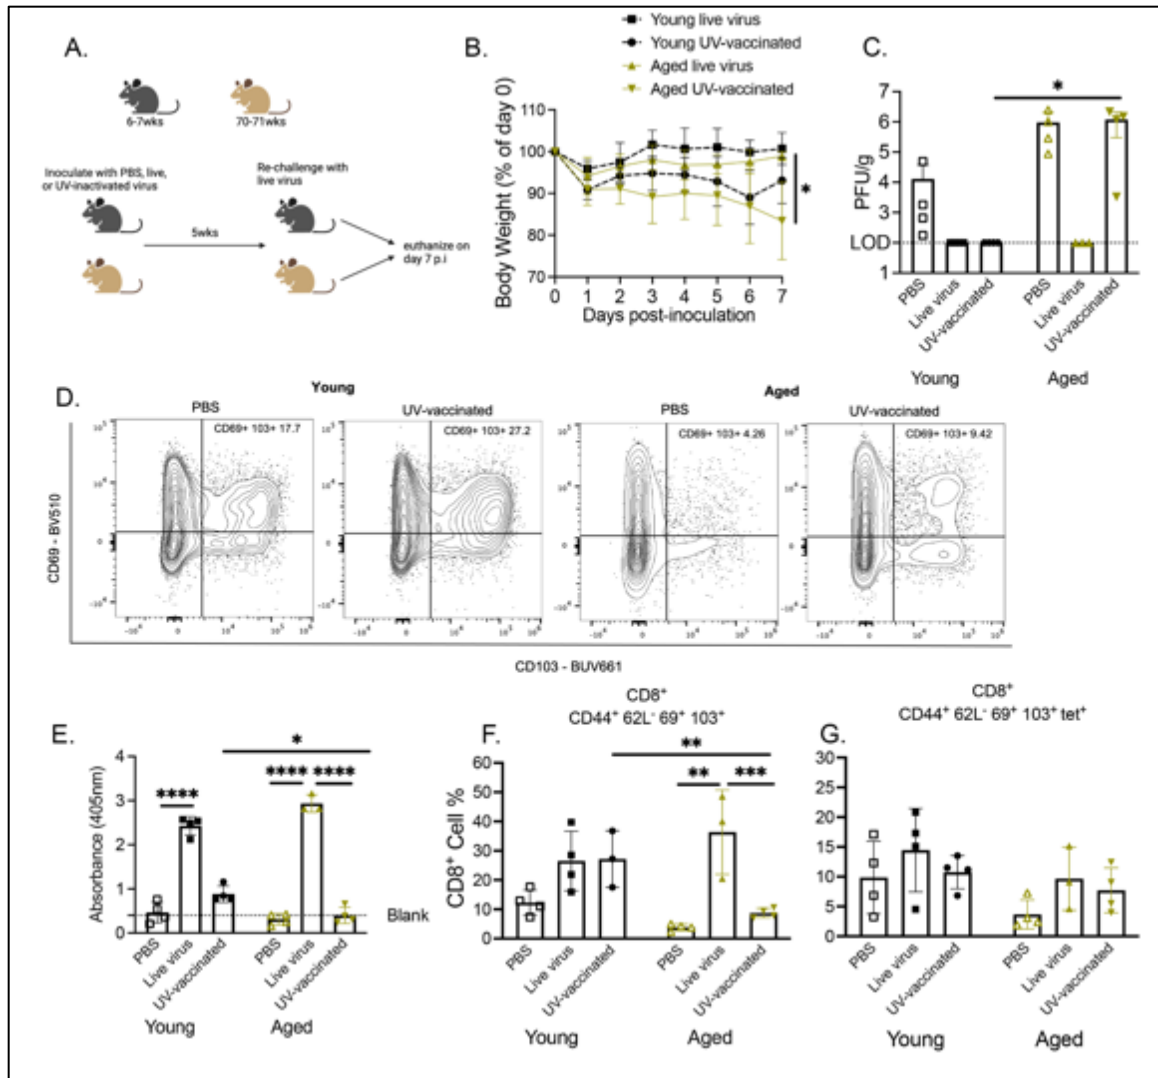 A.
6-7wks
70-71wks
Inoculate with PBS, live,
or UV-inactivated virus
Re-challenge with
live virus
5wks
euthanize on
day 7 p.i
B.
Young live virus
Young UV-vaccinated
Aged live virus
Aged UV-vaccinated
Body Weight (% of day 0)
110
100
90
80
70
0 1 2 3 4 5 6 7
Days post-inoculation
*
C.
*
PFU/g
7
6
5
4
3
LOD
1
PBS
Live virus
UV-vaccinated
PBS
Live virus
UV-vaccinated
Young
Aged
D.
Young
Aged
PBS
UV-vaccinated
PBS
UV-vaccinated
CD69+ 103+ 17.7
CD69+ 103+ 27.2
CD69+ 103+ 4.26
CD69+ 103+ 9.42
CD69 - BV510
CD103 - BUV661
E.
*
**** **** ****
Absorbance (405nm)
4
3
2
1
0
Blank
PBS
Live virus
UV-vaccinated
PBS
Live virus
UV-vaccinated
Young
Aged
F.
CD8+
CD44+ 62L- 69+ 103+
**
** ***
CD8+ Cell %
60
50
40
30
20
10
0
PBS
Live virus
UV-vaccinated
PBS
Live virus
UV-vaccinated
Young
Aged
G.
CD8+
CD44+ 62L- 69+ 103+ tet+
30
25
20
15
10
5
0
PBS
Live virus
UV-vaccinated
PBS
Live virus
UV-vaccinated
Young
Aged